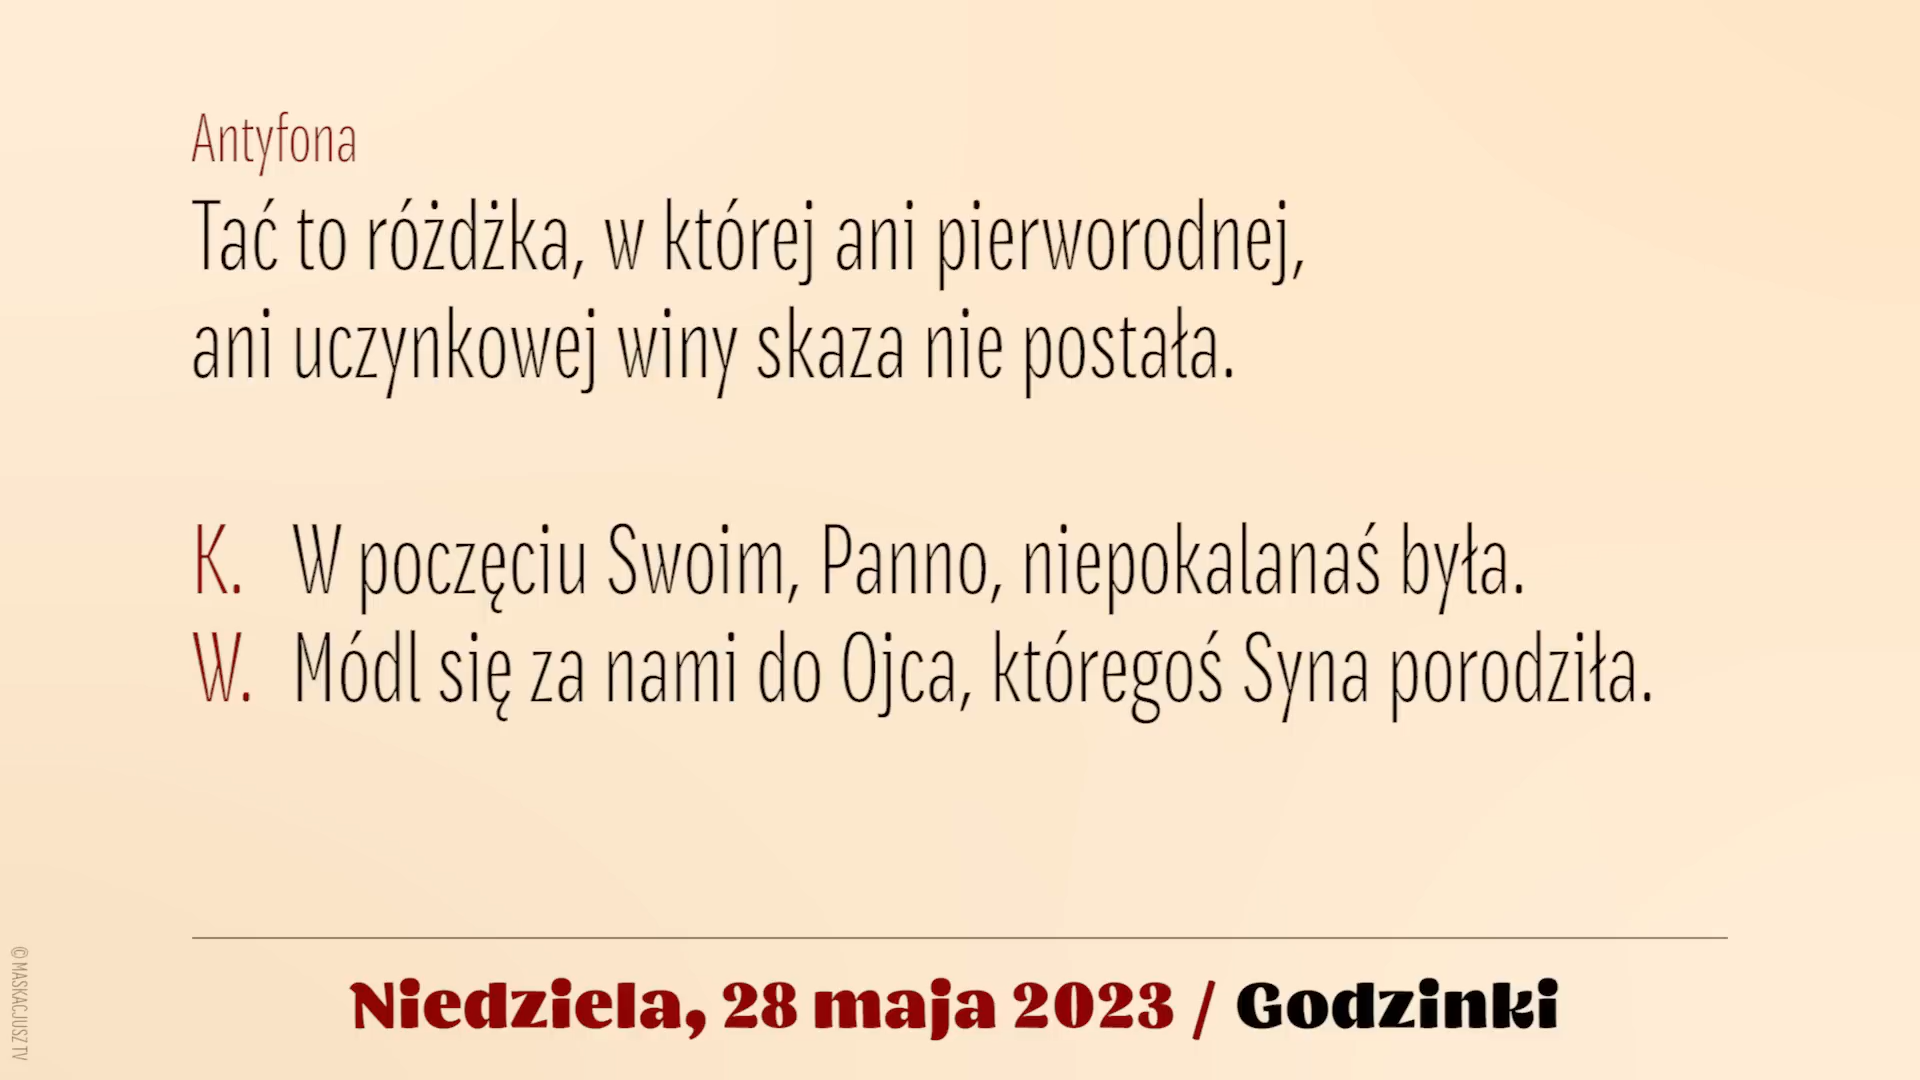 Antyfona
Tać to różdżka, w której ani pierworodnej,
ani uczynkowej winy skaza nie postała.
K. W poczęciu Swoim, Panno, niepokalanaś była.
W. Módl się za nami do Ojca, któregoś Syna porodziła.
Niedziela, 28 maja 2023 / Godzinki
© MASKACJUSZ TV